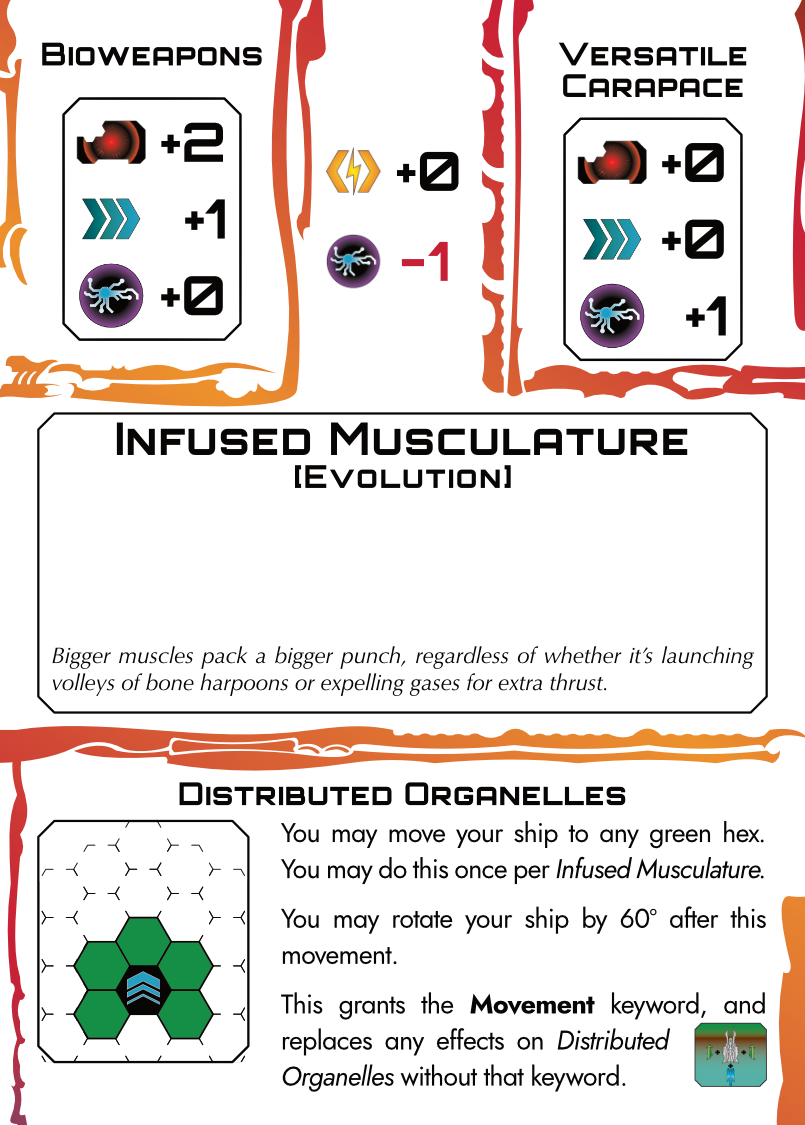 Bioweapons
+2
+1
+0
+0
-1
Versatile
Carapace
+0
+0
+1
Infused Musculature
[Evolution]
Bigger muscles pack a bigger punch, regardless of whether it's launching
volleys of bone harpoons or expelling gases for extra thrust.
Distributed Organelles
You may move your ship to any green hex.
You may do this once per Infused Musculature.
You may rotate your ship by 60° after this
movement.
This grants the Movement keyword, and
replaces any effects on Distributed
Organelles without that keyword.